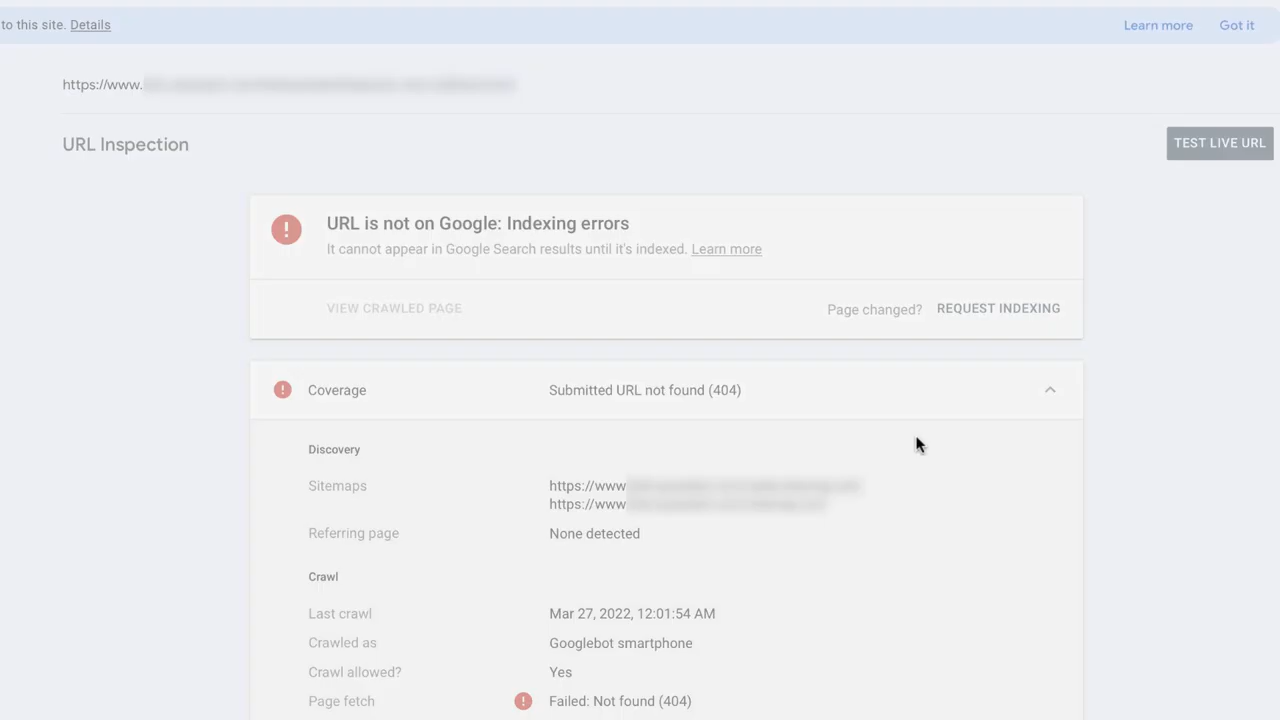 to this site. Details
Learn more Got it
https://www.
URL Inspection
TEST LIVE URL
URL is not on Google: Indexing errors
It cannot appear in Google Search results until it's indexed. Learn more
VIEW CRAWLED PAGE
Page changed? REQUEST INDEXING
Coverage Submitted URL not found (404)
Discovery
Sitemaps https://www
https://www
Referring page None detected
Crawl
Last crawl Mar 27, 2022, 12:01:54 AM
Crawled as Googlebot smartphone
Crawl allowed? Yes
Page fetch Failed: Not found (404)